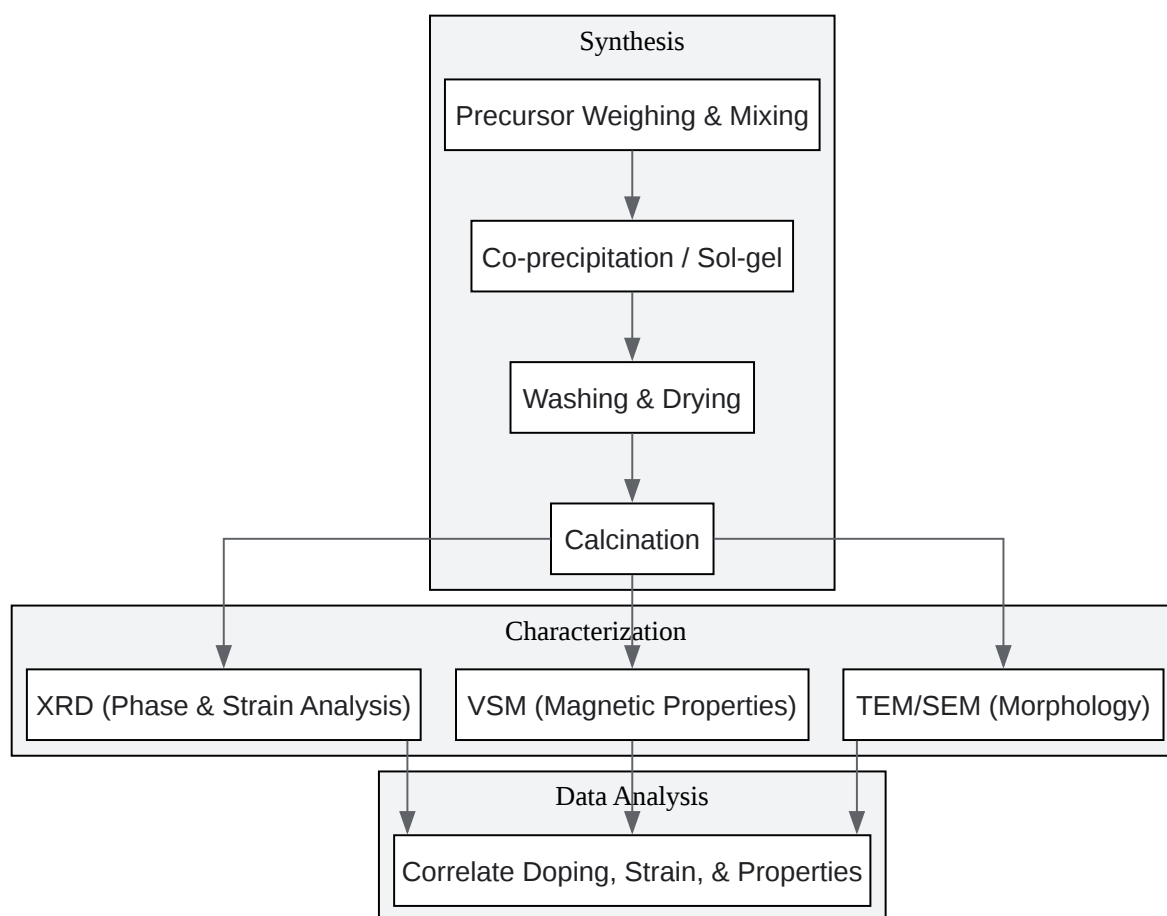 Synthesis
Precursor Weighing & Mixing
Co-precipitation / Sol-gel
Washing & Drying
Calcination
Characterization
XRD (Phase & Strain Analysis)
VSM (Magnetic Properties)
TEM/SEM (Morphology)
Data Analysis
Correlate Doping, Strain, & Properties